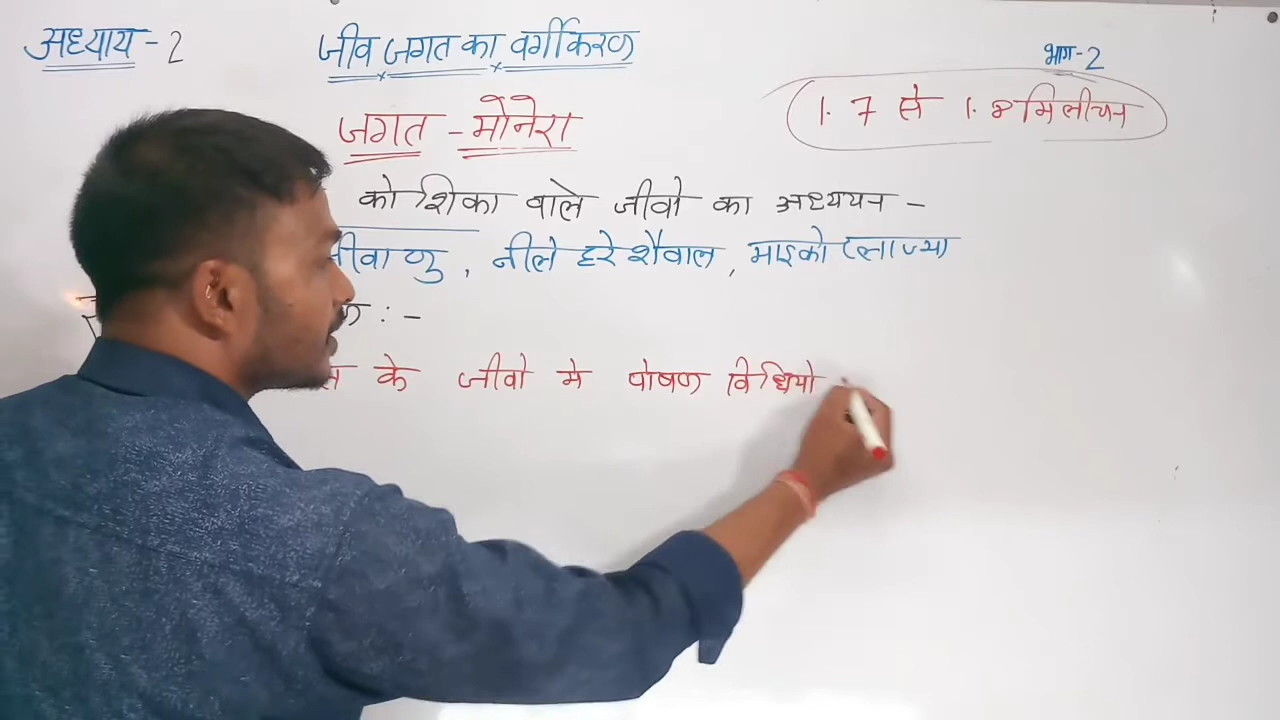 अध्याय - 2
जीव जगत का वर्गीकरण
भाग-2
1.7 से 1.8 मिलीयन
जगत - मोनेरा
कोशिका वाले जीवो का अध्ययन -
नीले हरे शैवाल, माइकोप्लाज्मा
:-
के जीवो मे पोषण विधियो